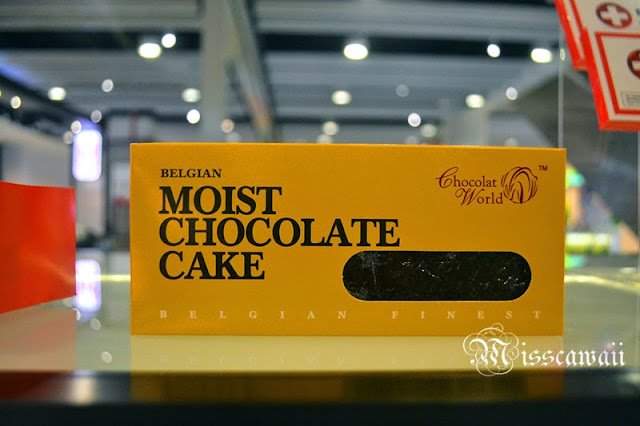 BELGIAN
MOIST
CHOCOLATE
CAKE
Chocolat
World ™
BELGIAN FINEST
Misscawaii